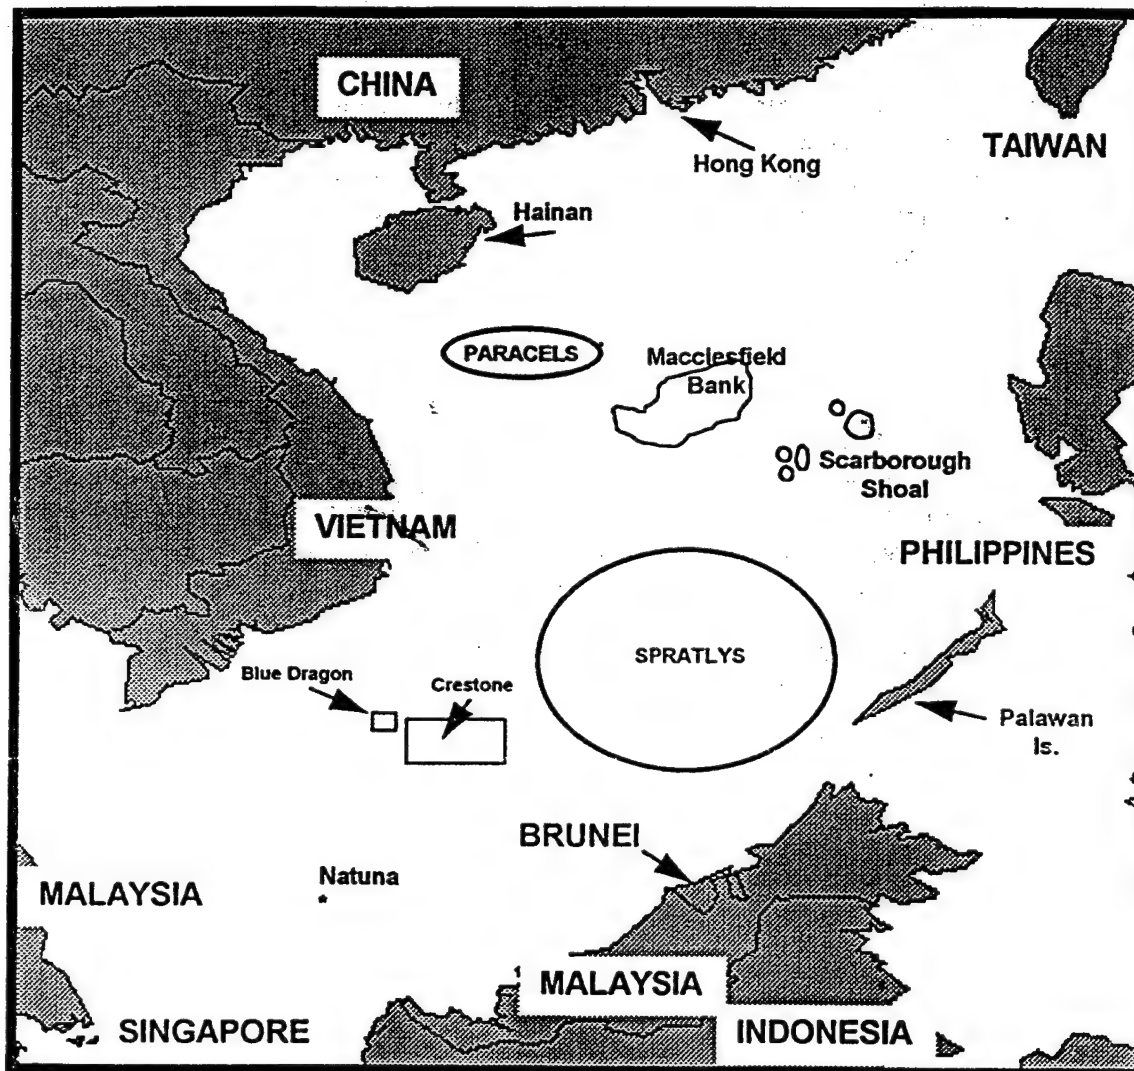 CHINA
Hong Kong
TAIWAN
Hainan
PARACELS
Macclesfield
Bank
Scarborough
Shoal
VIETNAM
PHILIPPINES
SPRATLYS
Blue Dragon
Crestone
Palawan
Is.
BRUNEI
Natuna
*
MALAYSIA
MALAYSIA
SINGAPORE
INDONESIA